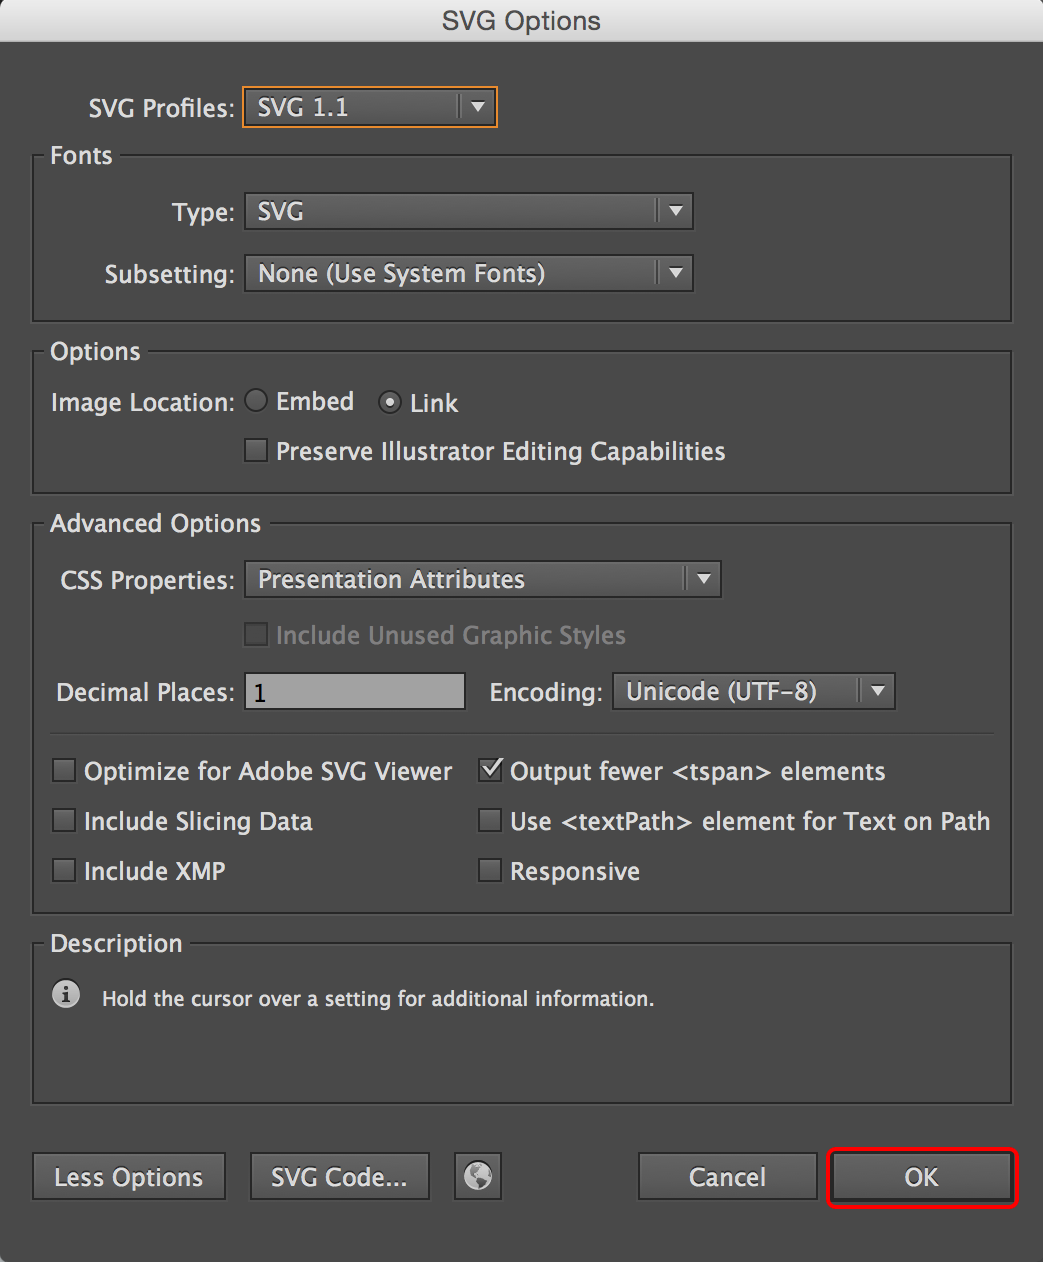 SVG Options
SVG Profiles: SVG 1.1
Fonts
Type: SVG
Subsetting: None (Use System Fonts)
Options
Image Location: Embed Link
Preserve Illustrator Editing Capabilities
Advanced Options
CSS Properties: Presentation Attributes
Include Unused Graphic Styles
Decimal Places: 1 Encoding: Unicode (UTF-8)
Optimize for Adobe SVG Viewer Output fewer <tspan> elements
Include Slicing Data Use <textPath> element for Text on Path
Include XMP Responsive
Description
Hold the cursor over a setting for additional information.
Less Options SVG Code... Cancel OK